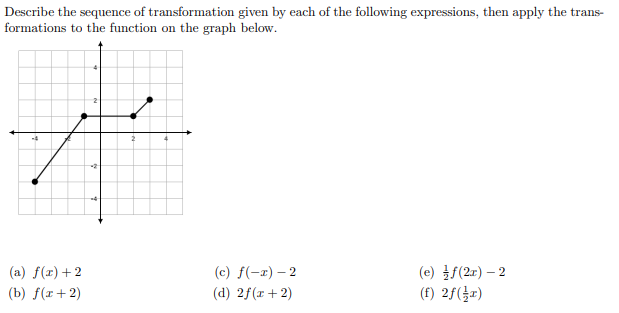 Describe the sequence of transformation given by each of the following expressions, then apply the trans-
formations to the function on the graph below.
4
2
-4
-2
2
4
-2
-4
(a) f(x) + 2
(c) f(−x) − 2
(e) ½f(2x) − 2
(b) f(x + 2)
(d) 2f(x + 2)
(f) 2f(½x)